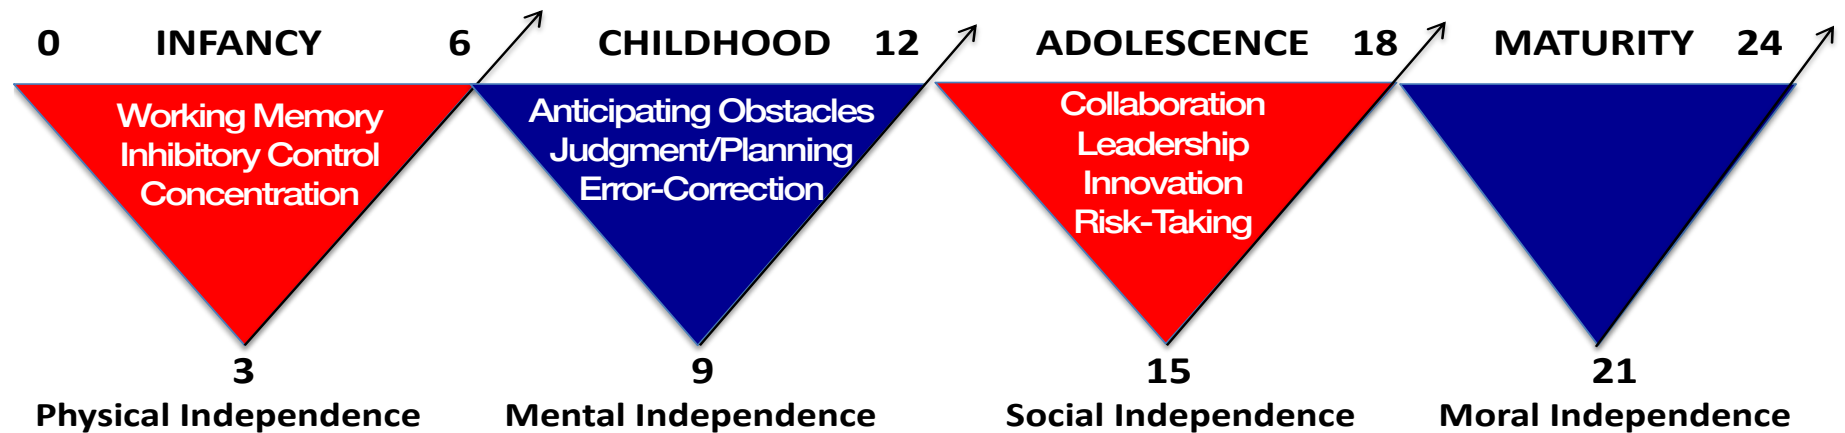 0 INFANCY 6 CHILDHOOD 12 ADOLESCENCE 18 MATURITY 24
Working Memory
Inhibitory Control
Concentration
Anticipating Obstacles
Judgment/Planning
Error-Correction
Collaboration
Leadership
Innovation
Risk-Taking
3 9 15 21
Physical Independence Mental Independence Social Independence Moral Independence